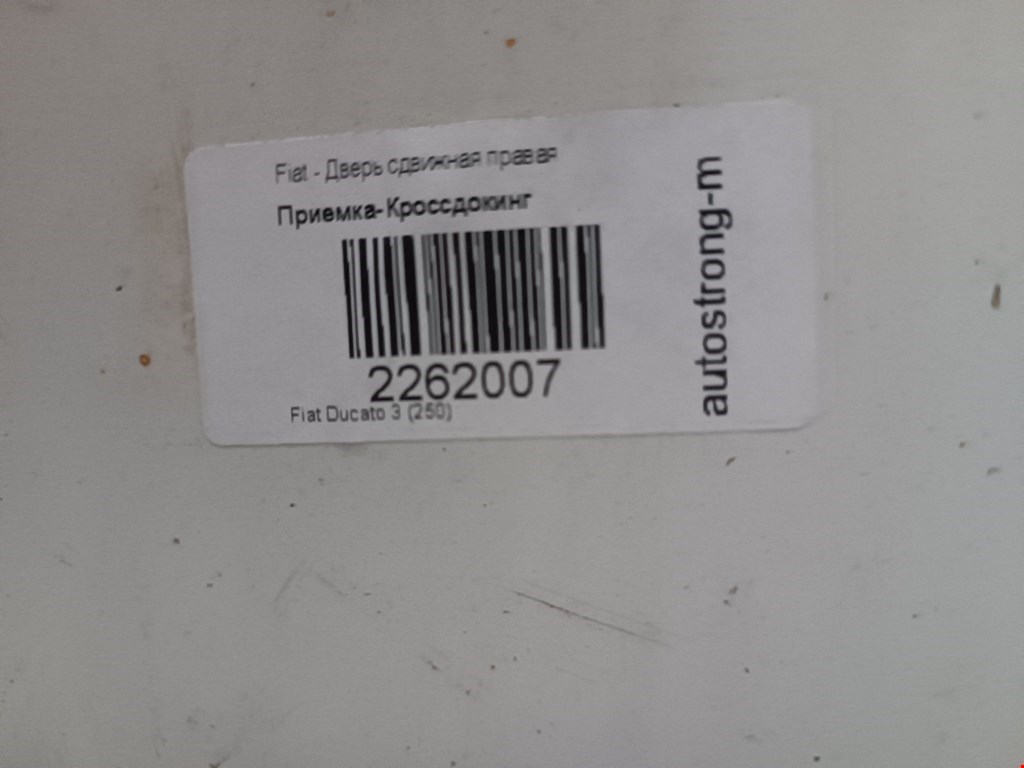 Fiat - Дверь сдвижная правая
Приемка-Кроссдокинг
2262007
Fiat Ducato 3 (250)
autostrong-m